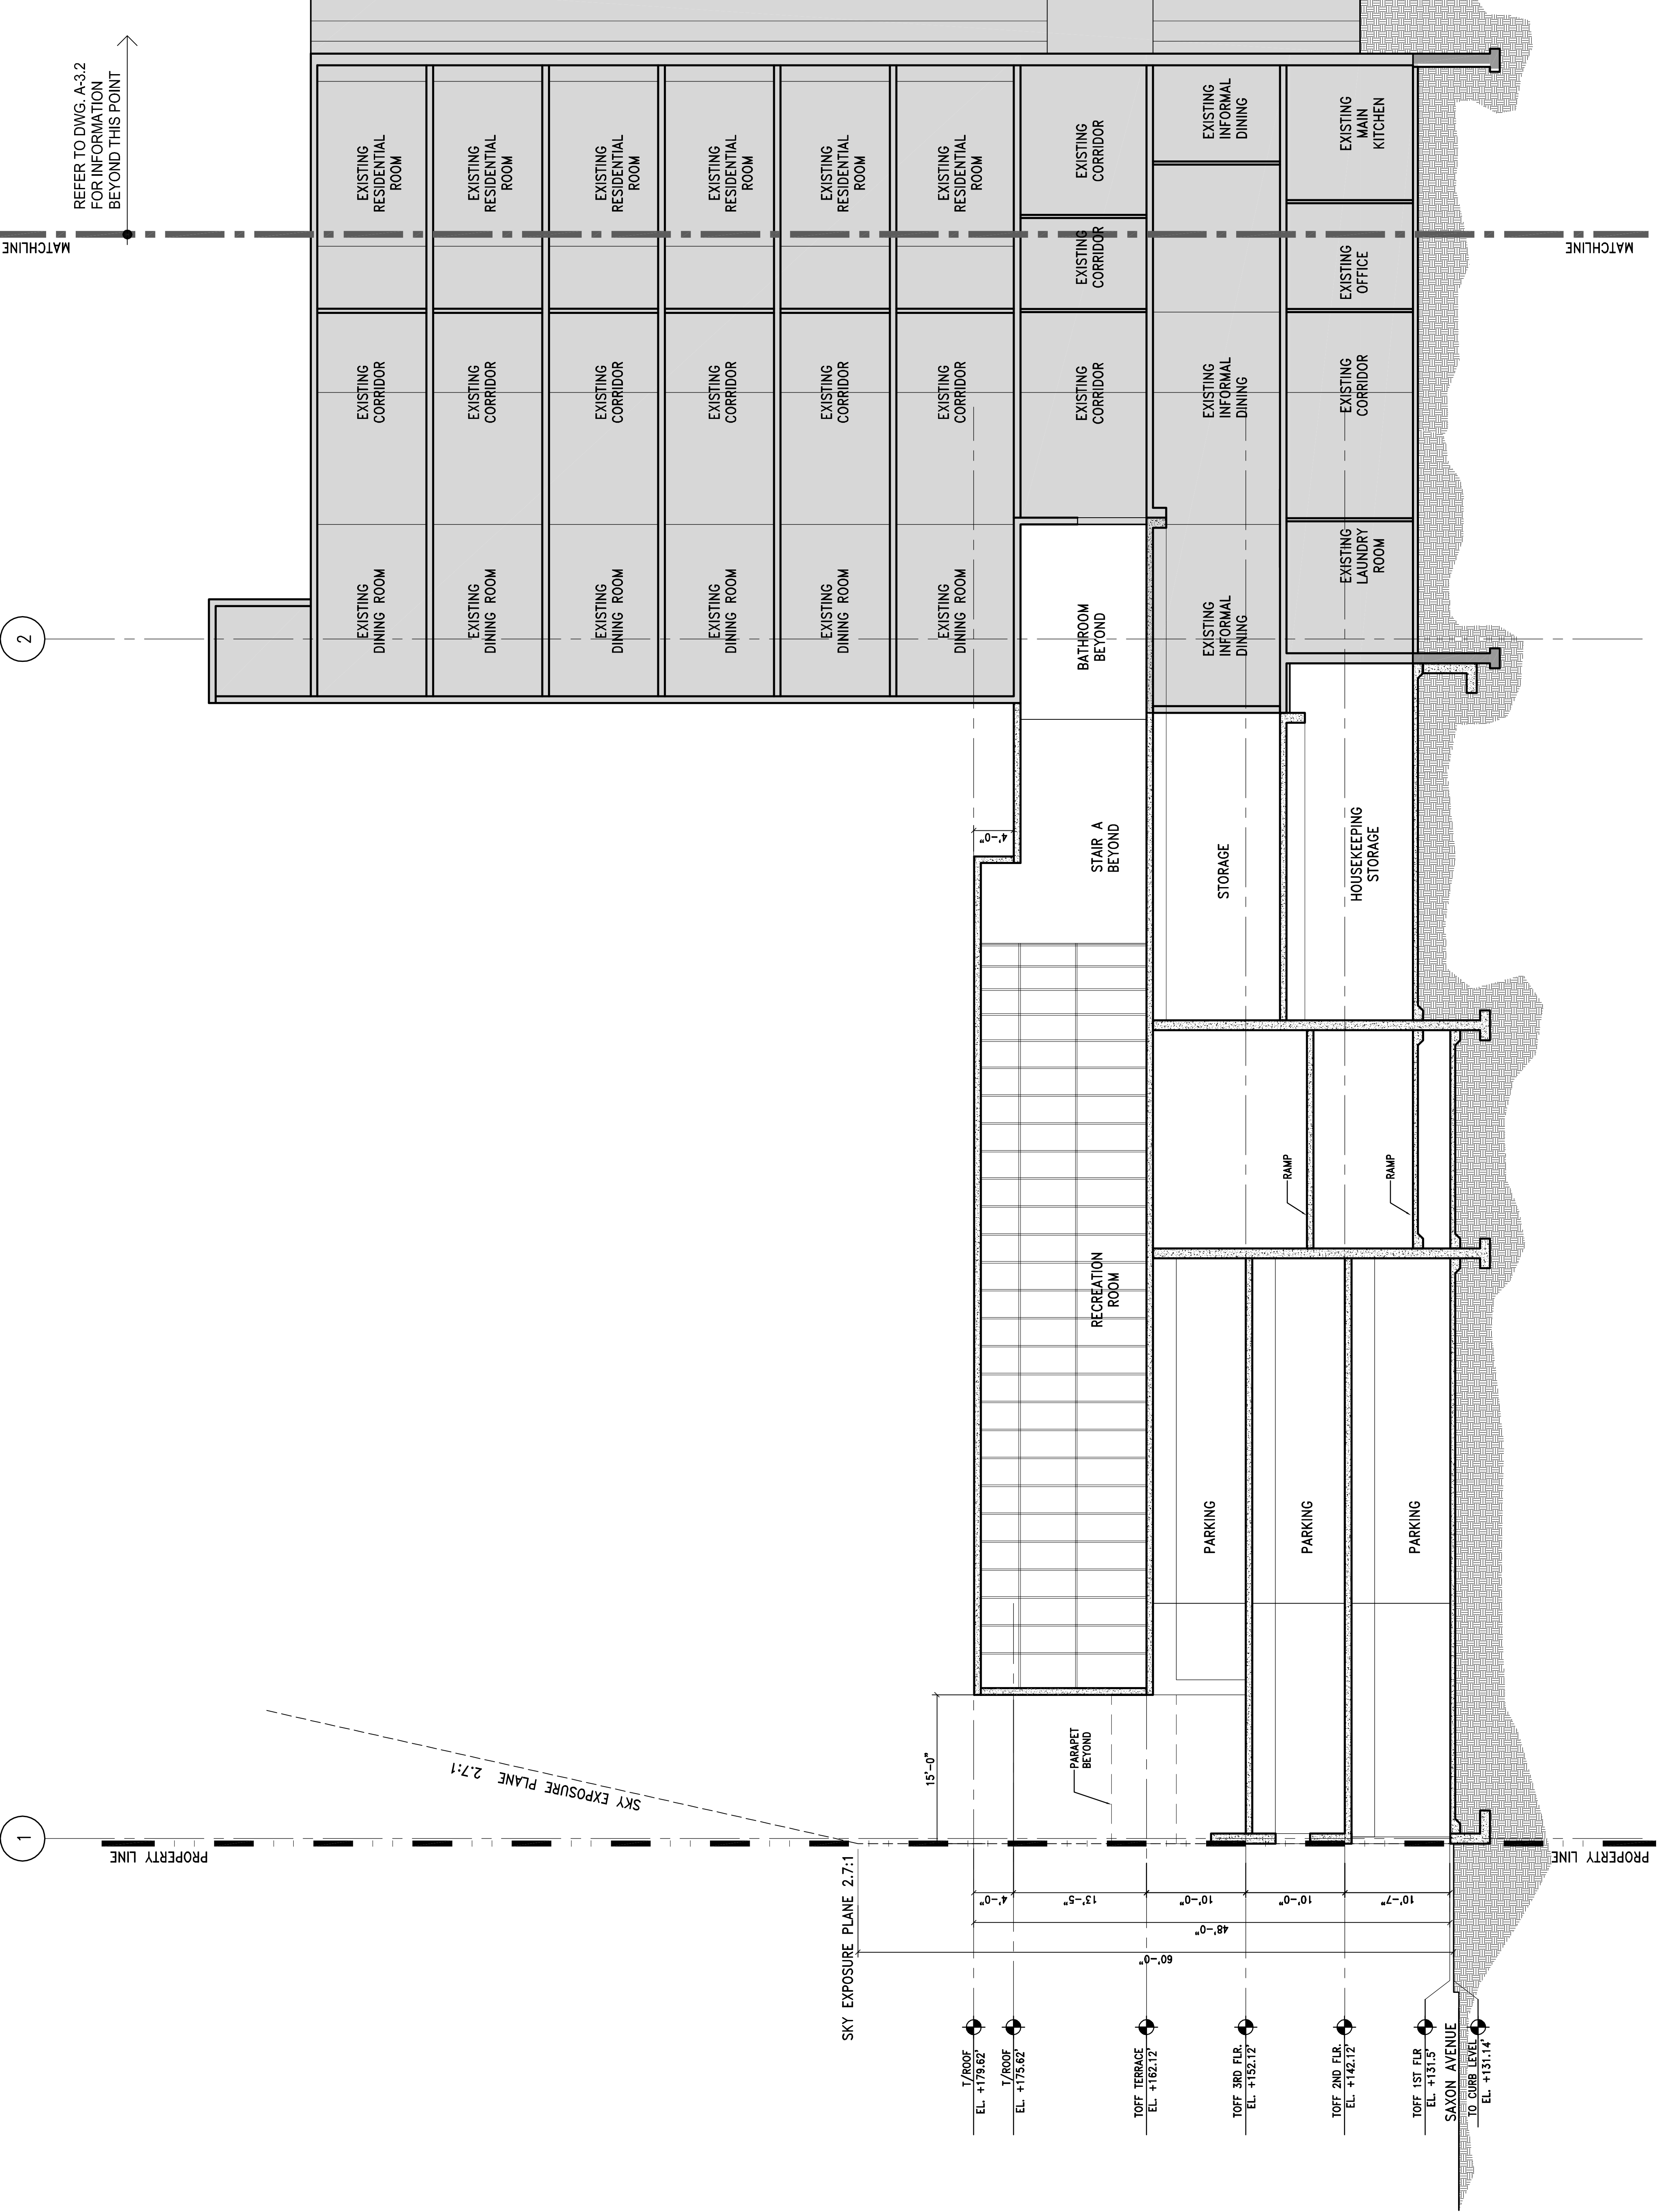 REFER TO DWG. A-3.2
FOR INFORMATION
BEYOND THIS POINT
MATCHLINE
MATCHLINE
2
1
EXISTING
RESIDENTIAL
ROOM
EXISTING
RESIDENTIAL
ROOM
EXISTING
RESIDENTIAL
ROOM
EXISTING
RESIDENTIAL
ROOM
EXISTING
RESIDENTIAL
ROOM
EXISTING
RESIDENTIAL
ROOM
EXISTING
CORRIDOR
EXISTING
INFORMAL
DINING
EXISTING
MAIN
KITCHEN
EXISTING
CORRIDOR
EXISTING
OFFICE
EXISTING
CORRIDOR
EXISTING
CORRIDOR
EXISTING
CORRIDOR
EXISTING
CORRIDOR
EXISTING
CORRIDOR
EXISTING
CORRIDOR
EXISTING
CORRIDOR
EXISTING
INFORMAL
DINING
EXISTING
CORRIDOR
EXISTING
DINING ROOM
EXISTING
DINING ROOM
EXISTING
DINING ROOM
EXISTING
DINING ROOM
EXISTING
DINING ROOM
EXISTING
DINING ROOM
BATHROOM
BEYOND
EXISTING
INFORMAL
DINING
EXISTING
LAUNDRY
ROOM
4'-0"
STAIR A
BEYOND
STORAGE
HOUSEKEEPING
STORAGE
RAMP
RAMP
RECREATION
ROOM
PARKING
PARKING
PARKING
15'-0"
PARAPET
BEYOND
SKY EXPOSURE PLANE 2.7:1
PROPERTY LINE
PROPERTY LINE
SKY EXPOSURE PLANE 2.7:1
4'-0"
13'-5"
10'-0"
10'-0"
10'-7"
48'-0"
60'-0"
T/ROOF
EL. +179.62'
T/ROOF
EL. +175.62'
TOFF TERRACE
EL. +162.12'
TOFF 3RD FLR.
EL. +152.12'
TOFF 2ND FLR.
EL. +142.12'
TOFF 1ST FLR
EL. +131.5'
SAXON AVENUE
TO CURB LEVEL
EL. +131.14'